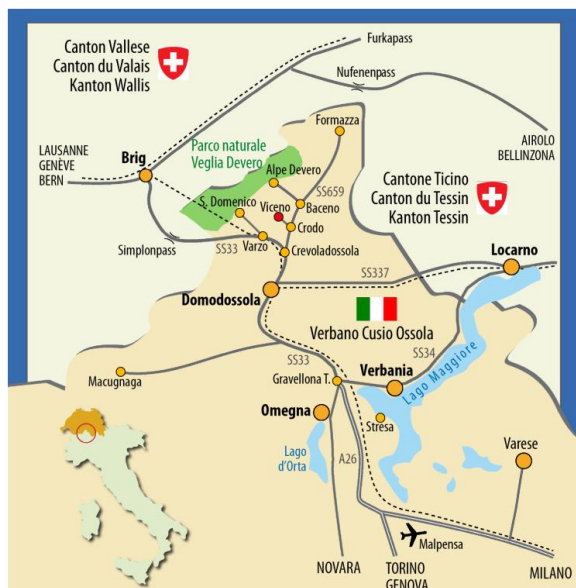 Canton Vallese
Canton du Valais
Kanton Wallis
Furkapass
Nufenenpass
Formazza
LAUSANNE
GENÈVE
BERN
Brig
Parco naturale
Veglia Devero
Alpe Devero
AIROLO
BELLINZONA
SS659
Cantone Ticino
Canton du Tessin
Kanton Tessin
S. Domenico
Viceno
Baceno
Crodo
Simplonpass
SS33
Varzo
Crevoladossola
Locarno
SS337
Domodossola
Verbano Cusio Ossola
SS33
SS34
Lago Maggiore
Macugnaga
Gravellona T.
Verbania
Omegna
Stresa
Lago
d'Orta
A26
Varese
Malpensa
NOVARA
TORINO
GENOVA
MILANO